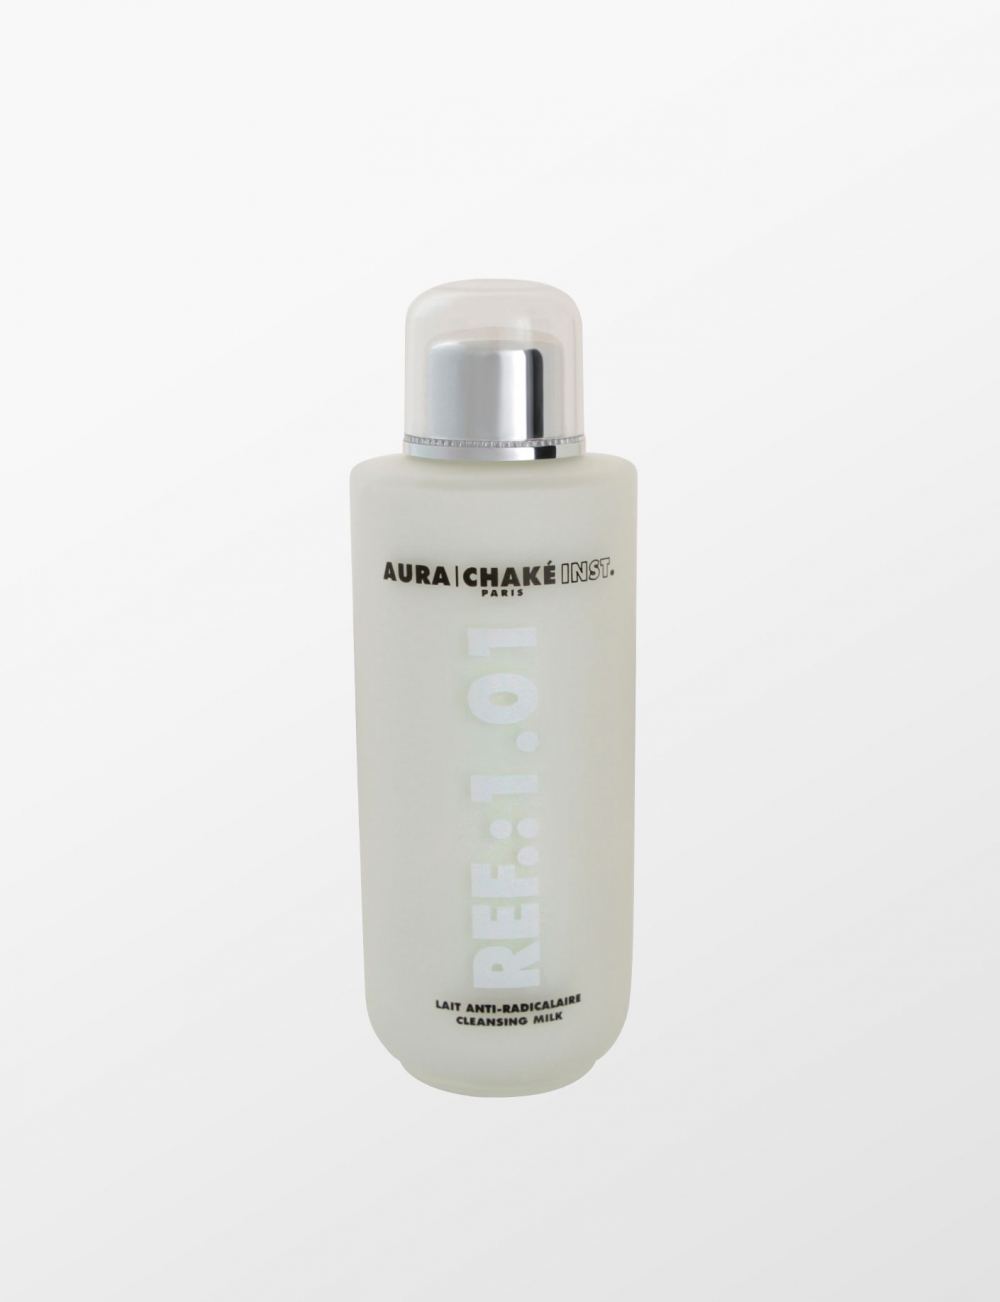 AURA|CHAKÉ INST.
PARIS
REF.:1.01
LAIT ANTI-RADICALAIRE
CLEANSING MILK